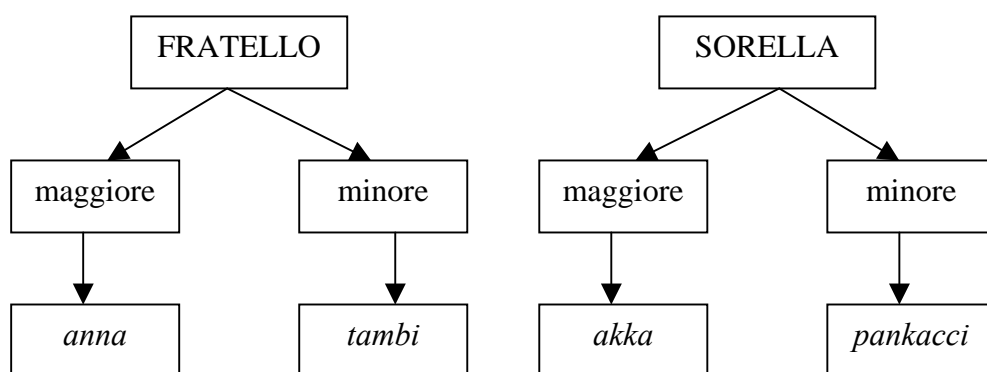 FRATELLO
SORELLA
maggiore
minore
maggiore
minore
anna
tambi
akka
pankacci